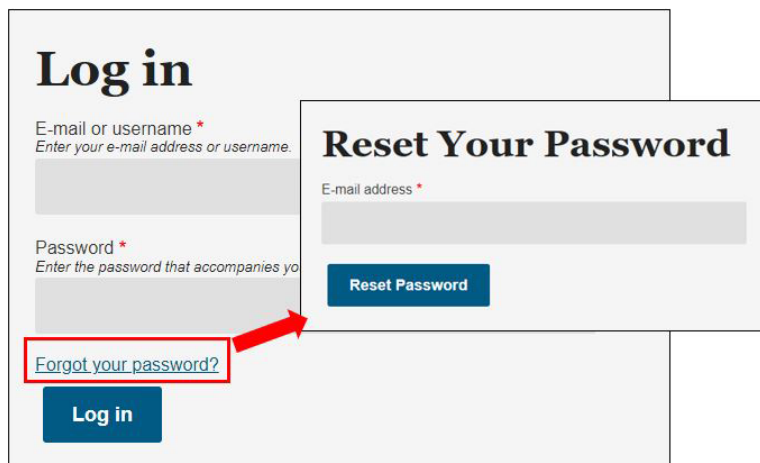 Log in
E-mail or username *
Enter your e-mail address or username.
Password *
Enter the password that accompanies
Forgot your password?
Log in
Reset Your Password
E-mail address *
Reset Password